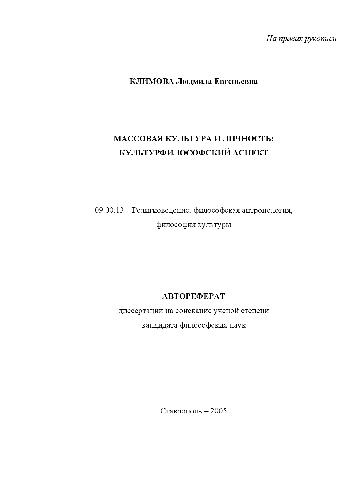 На правах рукописи
КЛИМОВА Людмила Евгеньевна
МАССОВАЯ КУЛЬТУРА И ЛИЧНОСТЬ:
КУЛЬТУРФИЛОСОФСКИЙ АСПЕКТ
09.00.13 – Религиоведение, философская антропология,
философия культуры
АВТОРЕФЕРАТ
диссертации на соискание ученой степени
кандидата философских наук
Ставрополь – 2005